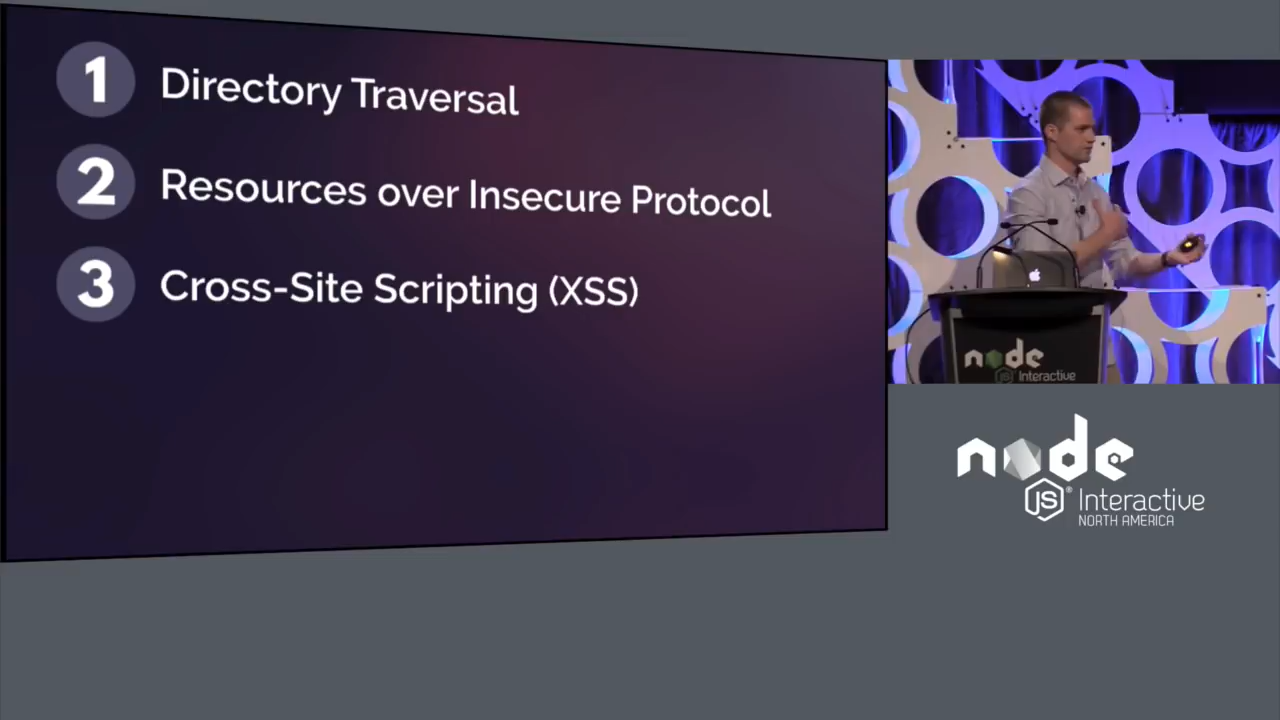 1 Directory Traversal
2 Resources over Insecure Protocol
3 Cross-Site Scripting (XSS)
node
JS Interactive
node
JS® Interactive
NORTH AMERICA